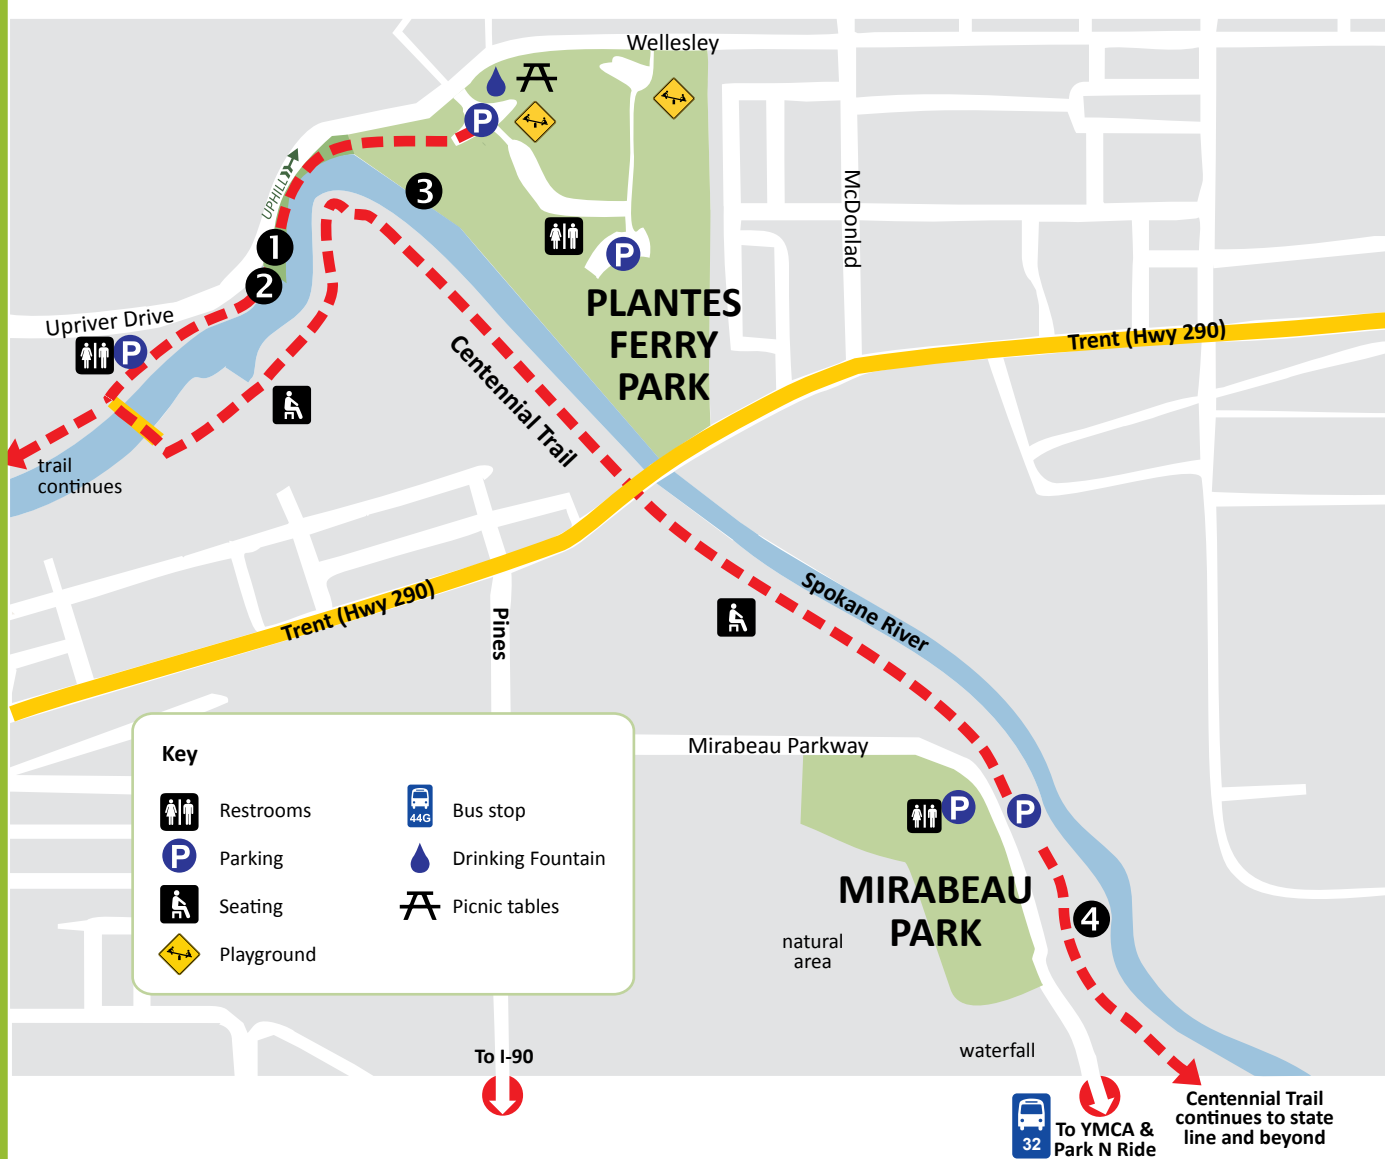 Wellesley
P
UPHILL
3
McDonlad
1
P
2
PLANTES
FERRY
PARK
Upriver Drive
P
Trent (Hwy 290)
Centennial Trail
trail
continues
Spokane River
Trent (Hwy 290)
Pines
Key
Restrooms
P
Parking
Seating
Playground
44G
Bus stop
Drinking Fountain
Picnic tables
Mirabeau Parkway
P
P
MIRABEAU
PARK
4
natural
area
waterfall
To I-90
32
To YMCA &
Park N Ride
Centennial Trail
continues to state
line and beyond